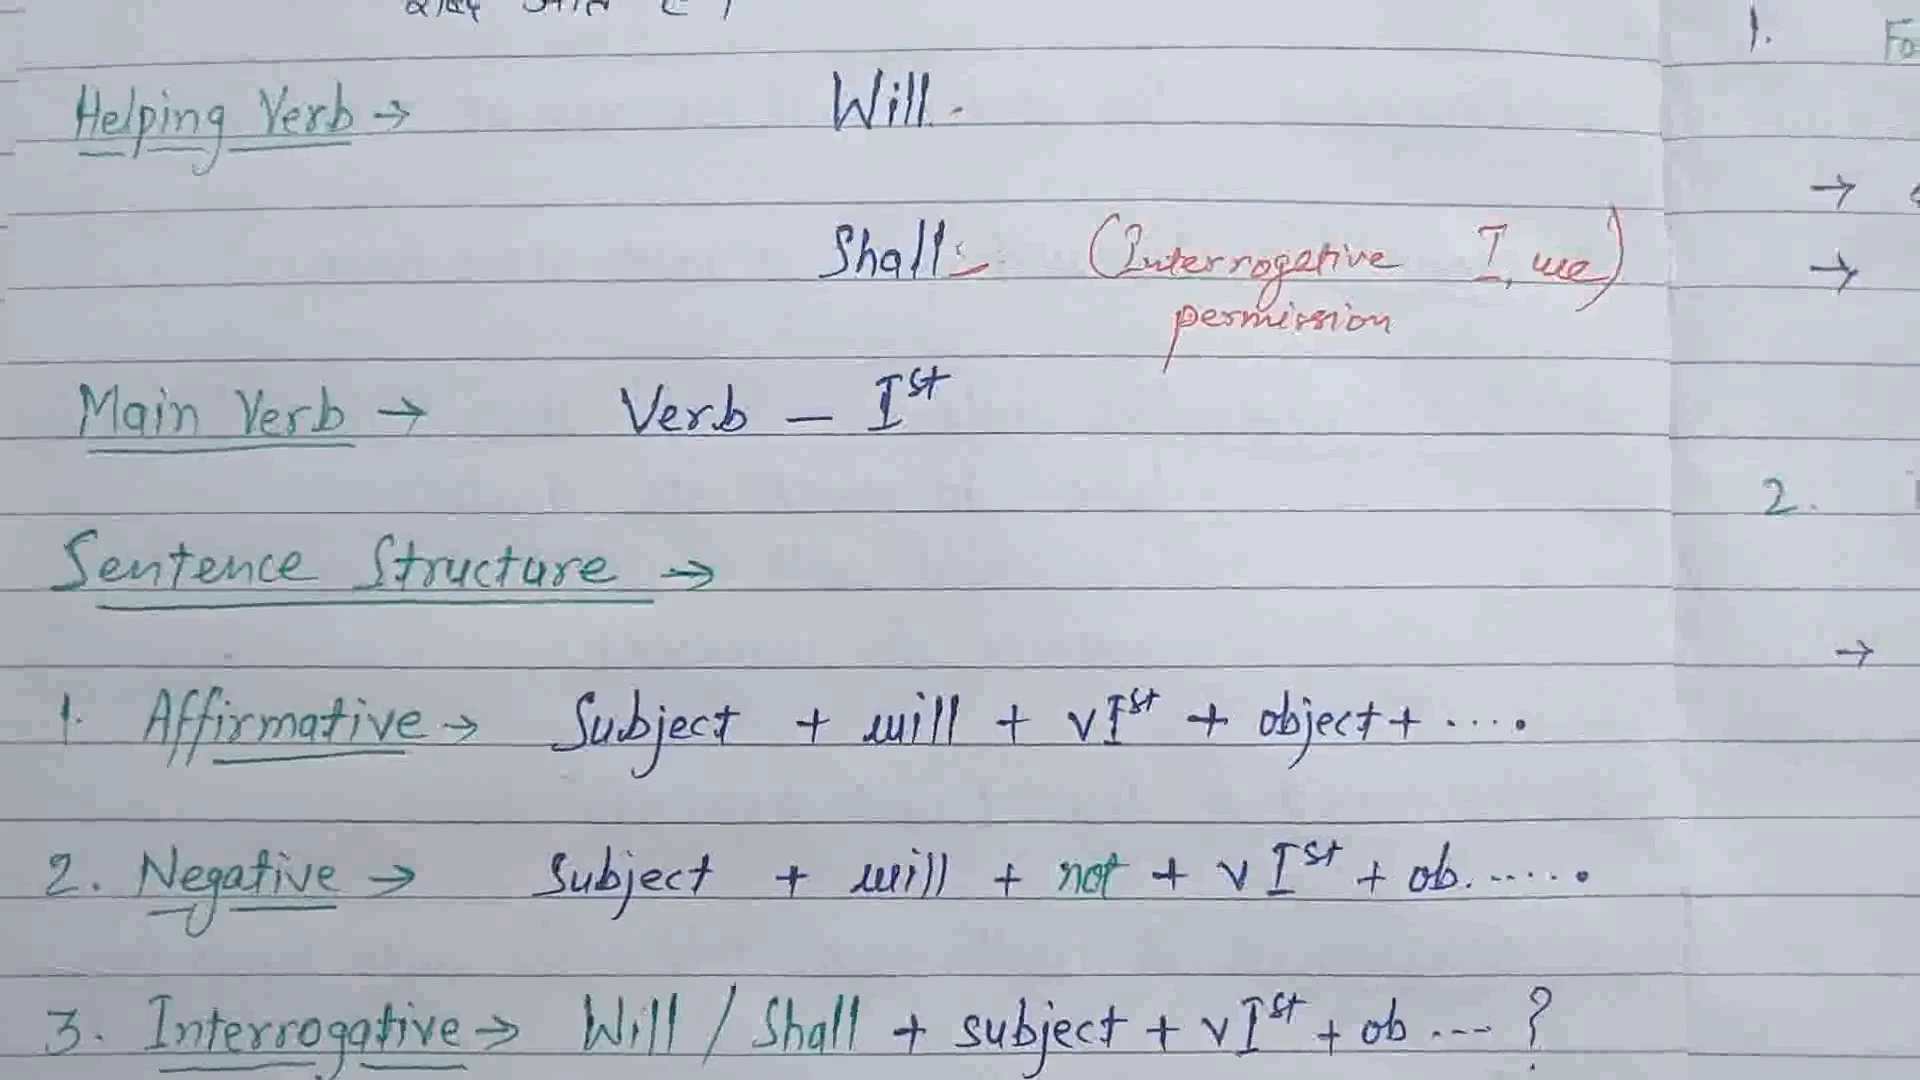 Helping Verb → Will.-
Shall:- (Interrogative I, we)
permission
Main Verb → Verb – Ist
Sentence Structure →
1. Affirmative → Subject + will + vIst + object + .....
2. Negative → Subject + will + not + vIst + ob. ......
3. Interrogative → Will / Shall + subject + vIst + ob ---- ?
1.
→
→
2.
→